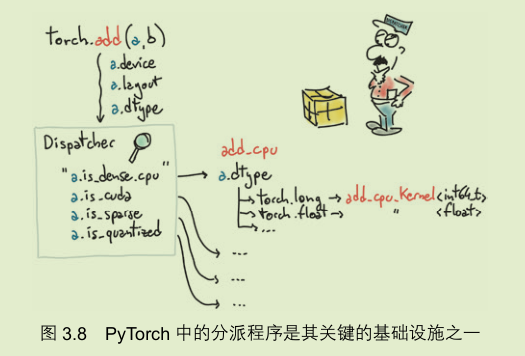 torch.add(a,b)
a.device
a.layout
a.dtype
Dispatcher
"a.is_dense.cpu"
a.is_cuda
a.is_sparse
a.is_quantized
add_cpu
a.dtype
torch.long → add_cpu_kernel<int64_t>
torch.float → " <float>
...
...
...
...
图 3.8 PyTorch 中的分派程序是其关键的基础设施之一